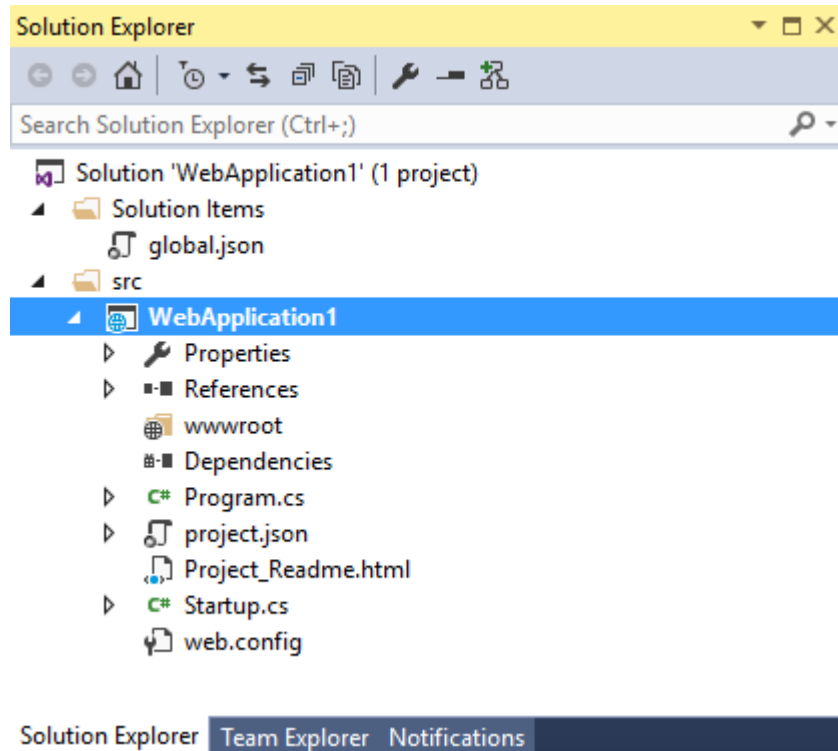 Solution Explorer
Search Solution Explorer (Ctrl+;)
Solution 'WebApplication1' (1 project)
Solution Items
global.json
src
WebApplication1
Properties
References
wwwroot
Dependencies
C# Program.cs
project.json
Project_Readme.html
C# Startup.cs
web.config
Solution Explorer Team Explorer Notifications